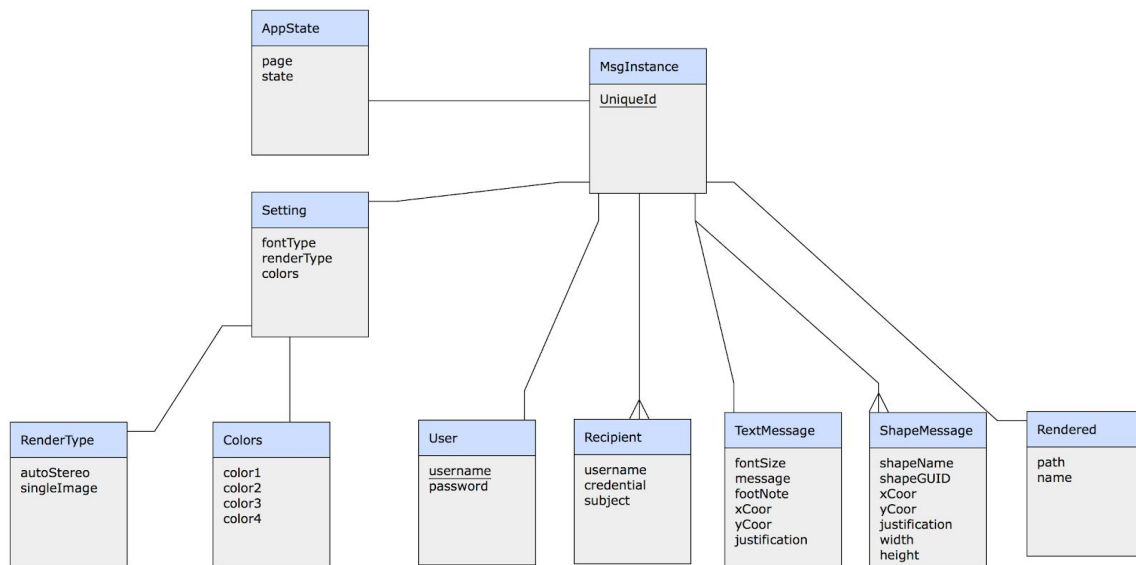 AppState
page
state
MsgInstance
UniqueId
Setting
fontType
renderType
colors
RenderType
autoStereo
singleImage
Colors
color1
color2
color3
color4
User
username
password
Recipient
username
credential
subject
TextMessage
fontSize
message
footNote
xCoor
yCoor
justification
ShapeMessage
shapeName
shapeGUID
xCoor
yCoor
justification
width
height
Rendered
path
name